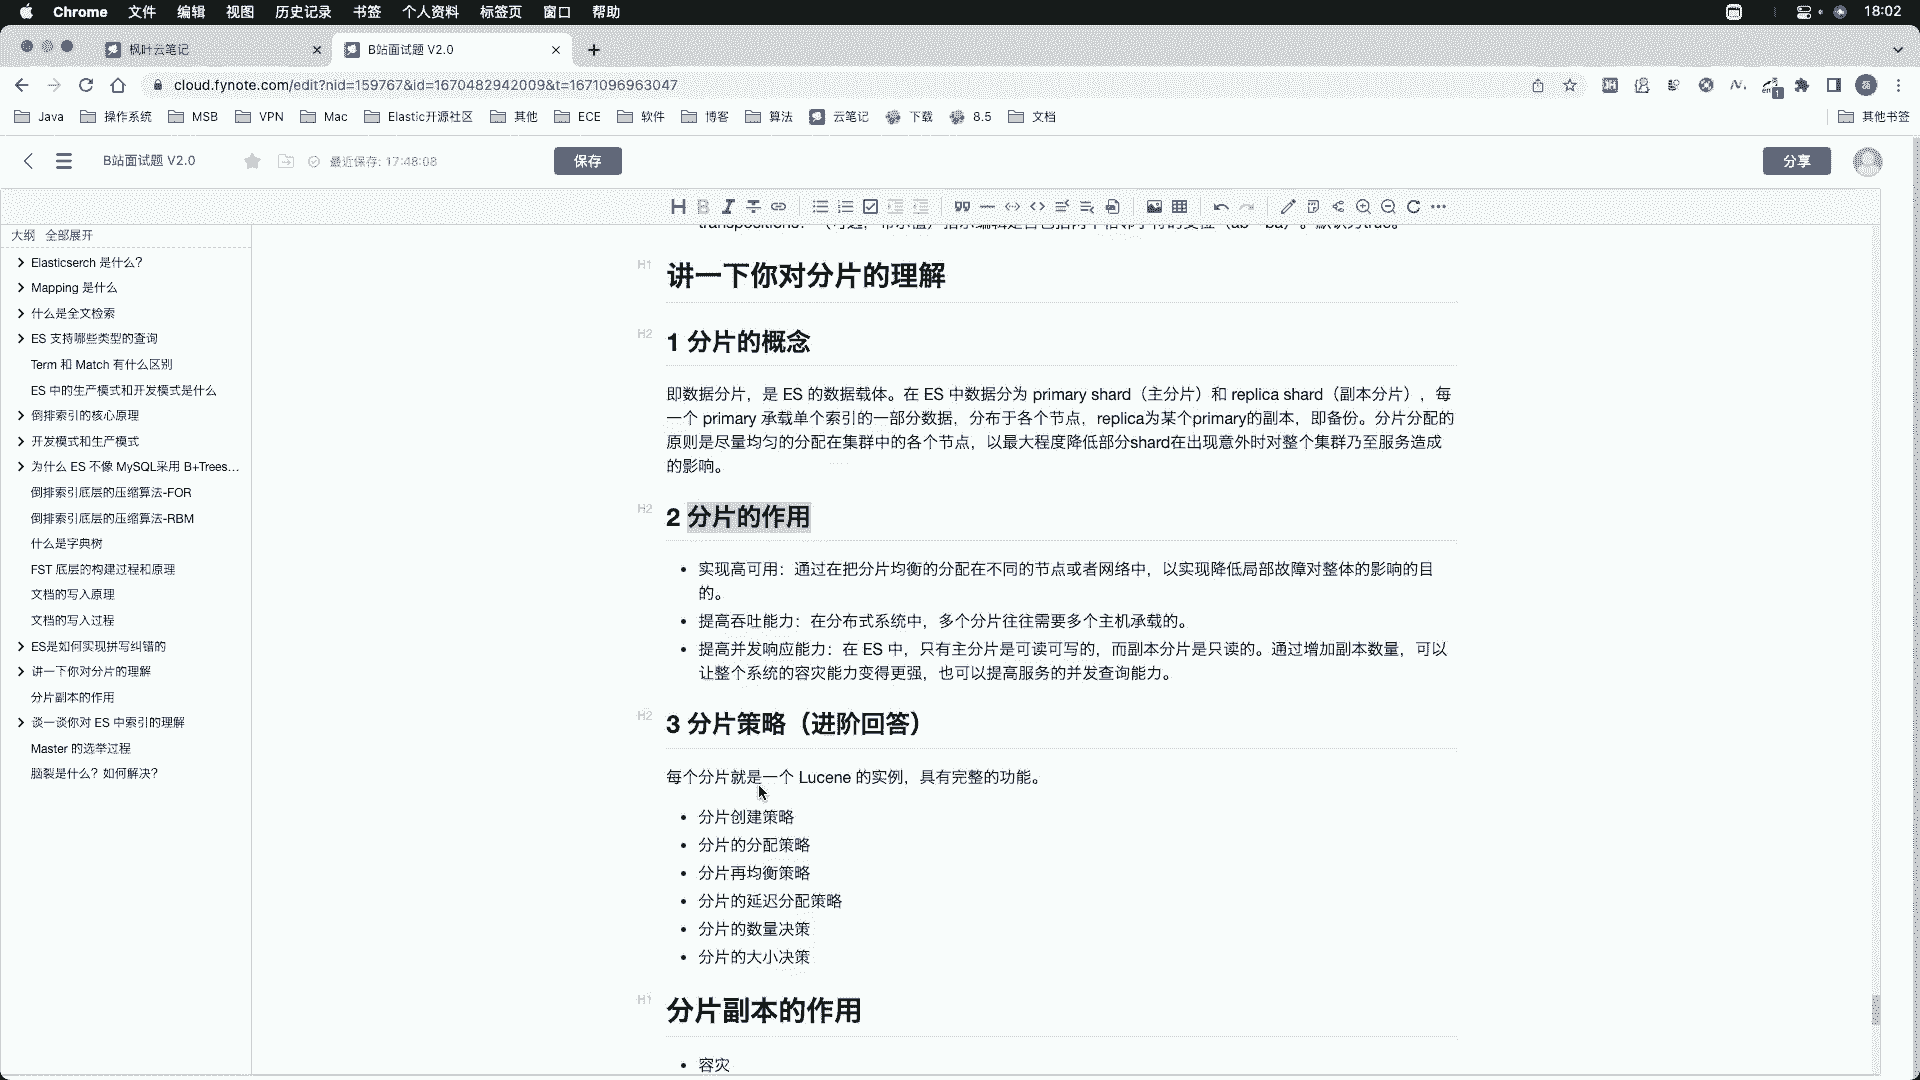 Chrome 文件 编辑 视图 历史记录 书签 个人资料 标签页 窗口 帮助 18:02
枫叶云笔记 B站面试题 V2.0
cloud.fynote.com/edit?nid=159767&id=1670482942009&t=1671096963047
Java 操作系统 MSB VPN Mac Elastic开源社区 其他 ECE 软件 博客 算法 云笔记 下载 8.5 文档 其他书签
B站面试题 V2.0 最近保存: 17:48:08 保存 分享
大纲 全部展开
Elasticserch 是什么？
Mapping 是什么
什么是全文检索
ES 支持哪些类型的查询
Term 和 Match 有什么区别
ES 中的生产模式和开发模式是什么
倒排索引的核心原理
开发模式和生产模式
为什么 ES 不像 MySQL采用 B+Trees...
倒排索引底层的压缩算法-FOR
倒排索引底层的压缩算法-RBM
什么是字典树
FST 底层的构建过程和原理
文档的写入原理
文档的写入过程
ES是如何实现拼写纠错的
讲一下你对分片的理解
分片副本的作用
谈一谈你对 ES 中索引的理解
Master 的选举过程
脑裂是什么？如何解决？
H1 讲一下你对分片的理解
H2 1 分片的概念
即数据分片，是 ES 的数据载体。在 ES 中数据分为 primary shard（主分片）和 replica shard（副本分片），每
一个 primary 承载单个索引的一部分数据，分布于各个节点，replica为某个primary的副本，即备份。分片分配的
原则是尽量均匀的分配在集群中的各个节点，以最大程度降低部分shard在出现意外时对整个集群乃至服务造成
的影响。
H2 2 分片的作用
• 实现高可用：通过在把分片均衡的分配在不同的节点或者网络中，以实现降低局部故障对整体的影响的目
的。
• 提高吞吐能力：在分布式系统中，多个分片往往需要多个主机承载的。
• 提高并发响应能力：在 ES 中，只有主分片是可读可写的，而副本分片是只读的。通过增加副本数量，可以
让整个系统的容灾能力变得更强，也可以提高服务的并发查询能力。
H2 3 分片策略（进阶回答）
每个分片就是一个 Lucene 的实例，具有完整的功能。
• 分片创建策略
• 分片的分配策略
• 分片再均衡策略
• 分片的延迟分配策略
• 分片的数量决策
• 分片的大小决策
H1 分片副本的作用
• 容灾